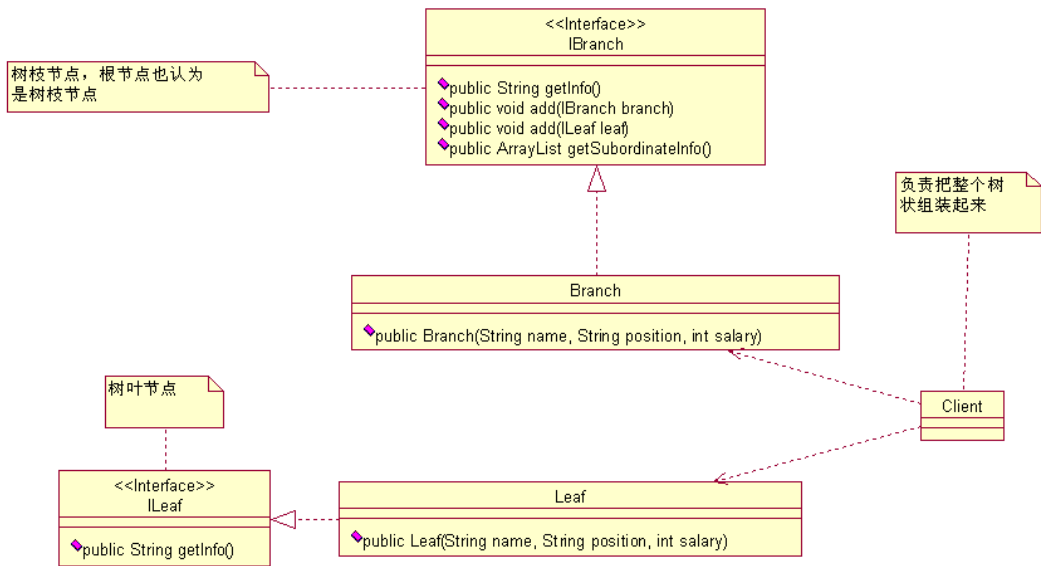 <<Interface>>
IBranch
public String getInfo()
public void add(IBranch branch)
public void add(ILeaf leaf)
public ArrayList getSubordinateInfo()
树枝节点，根节点也认为
是树枝节点
负责把整个树
状组装起来
Branch
public Branch(String name, String position, int salary)
树叶节点
Client
<<Interface>>
ILeaf
public String getInfo()
Leaf
public Leaf(String name, String position, int salary)